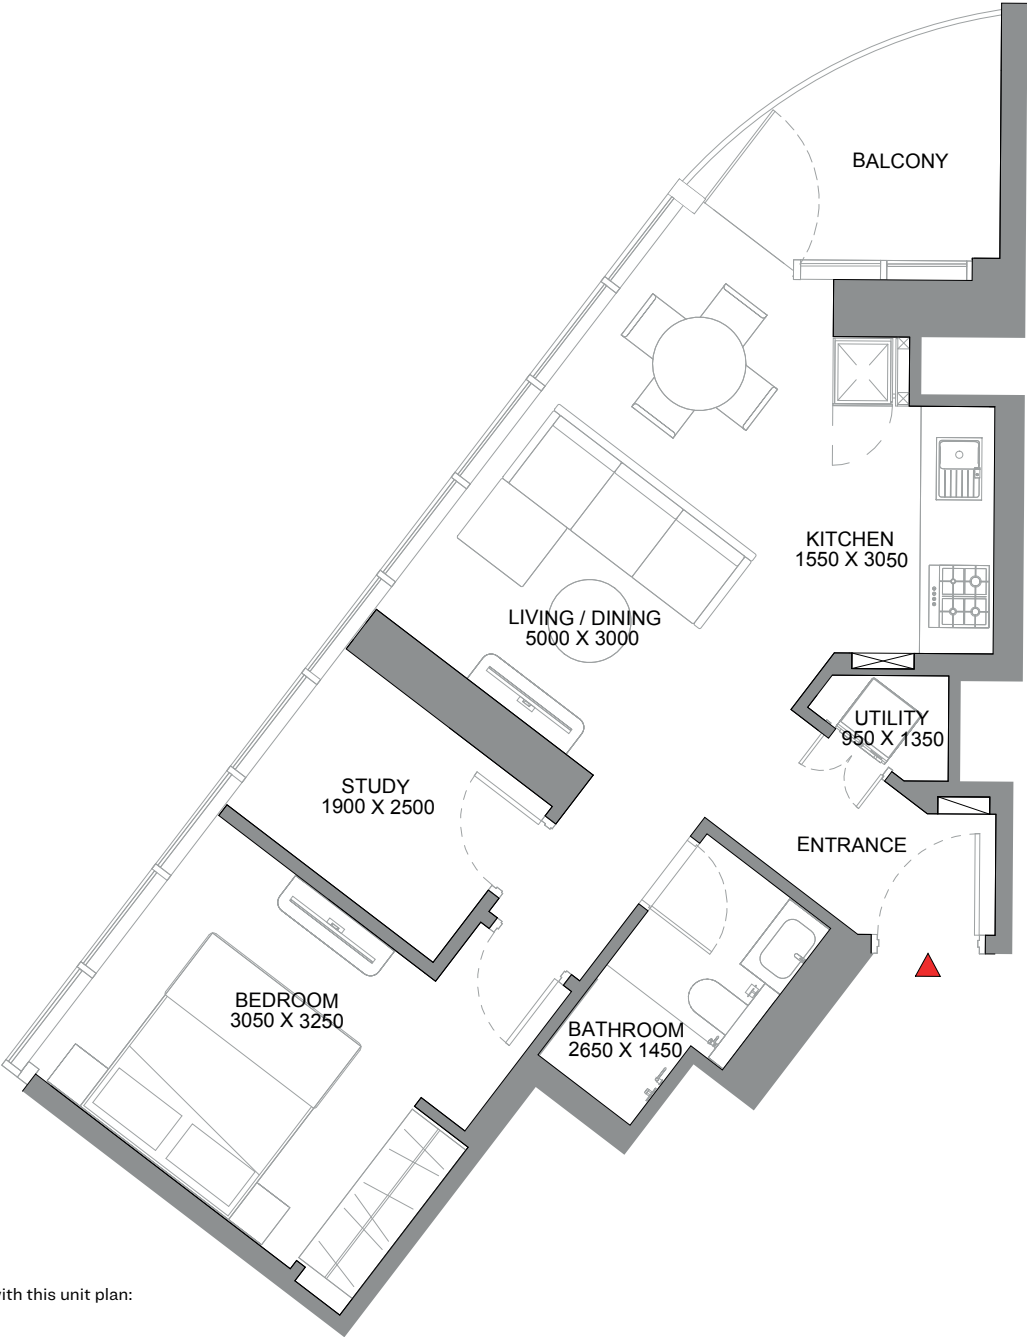 BALCONY
KITCHEN
1550 X 3050
LIVING / DINING
5000 X 3000
UTILITY
950 X 1350
STUDY
1900 X 2500
ENTRANCE
BEDROOM
3050 X 3250
BATHROOM
2650 X 1450
with this unit plan: